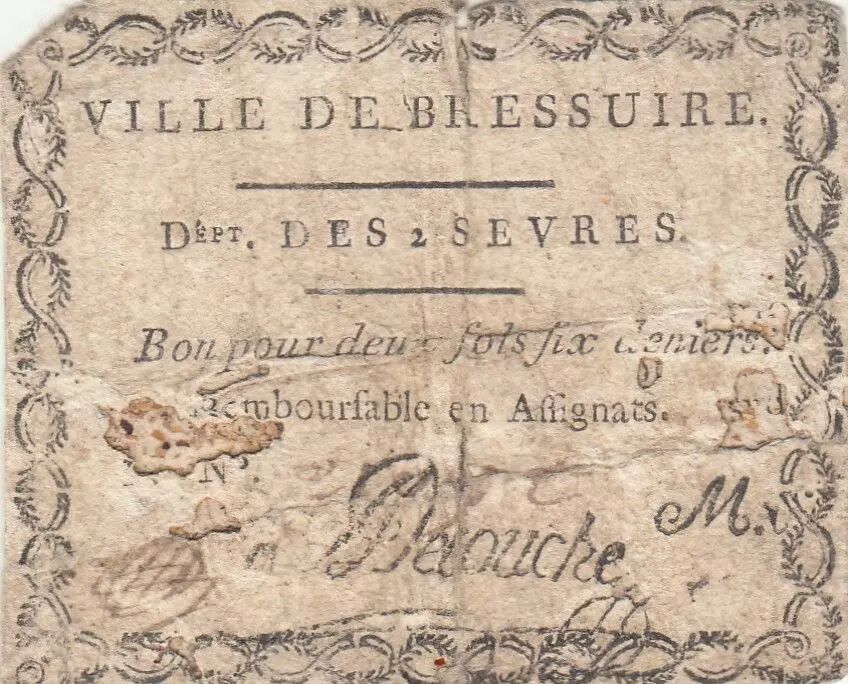 VILLE DE BRESSUIRE.
Dépt. DES 2 SEVRES.
Bon pour deux ſols ſix deniers.
Rembourſable en Aſſignats.
N°.
M.